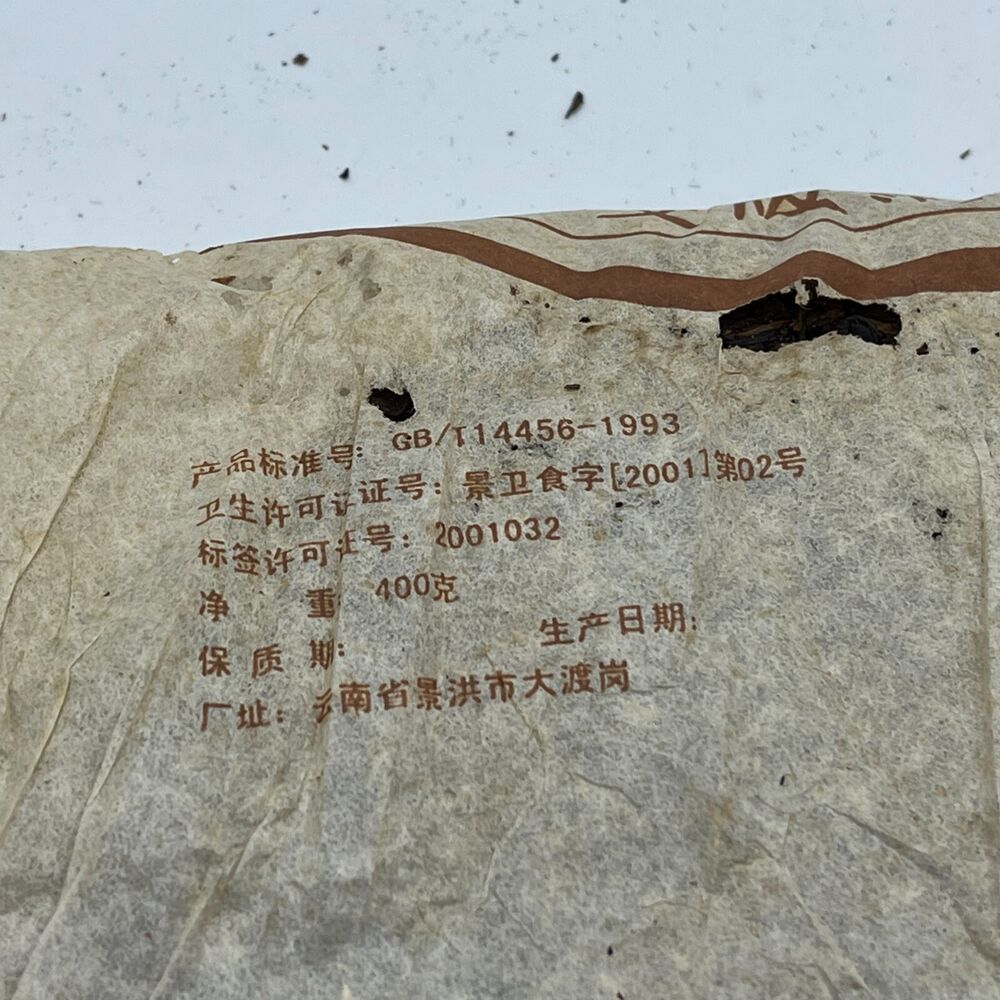 产品标准号：GB/T14456-1993
卫生许可证号：景卫食字[2001]第02号
标签许可证号：2001032
净 重：400克
保 质 期： 生产日期：
厂址：云南省景洪市大渡岗